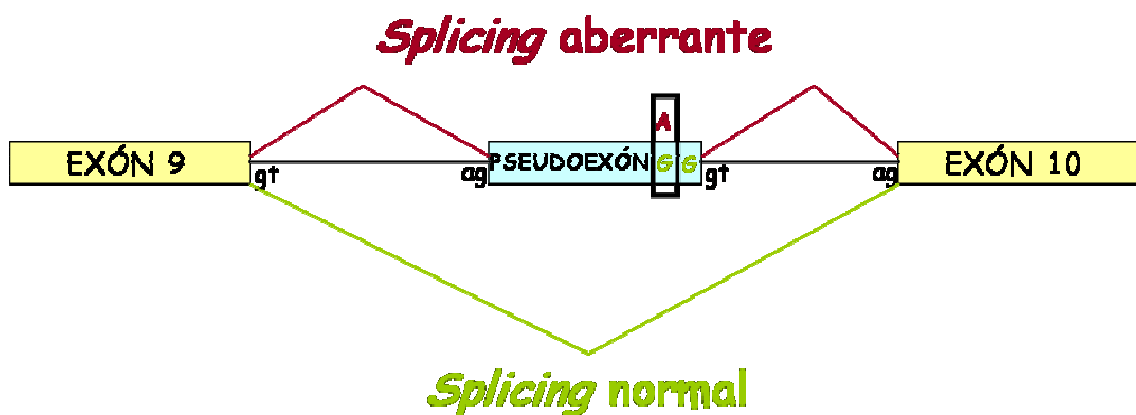 Splicing aberrante
A
EXÓN 9 gt ag PSEUDOEXÓN G G gt ag EXÓN 10
Splicing normal